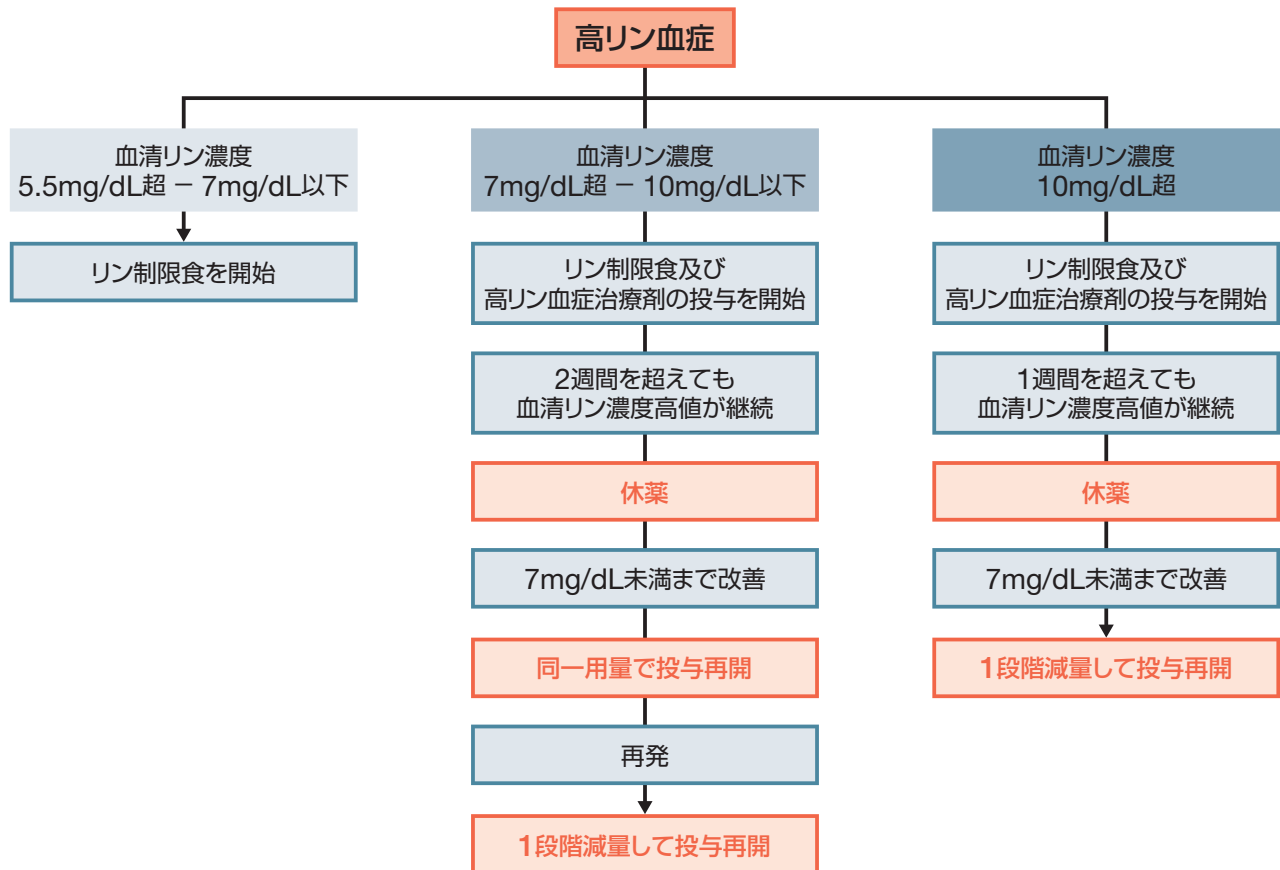 高リン血症
血清リン濃度
5.5mg/dL超 － 7mg/dL以下
リン制限食を開始
血清リン濃度
7mg/dL超 － 10mg/dL以下
リン制限食及び
高リン血症治療剤の投与を開始
2週間を超えても
血清リン濃度高値が継続
休薬
7mg/dL未満まで改善
同一用量で投与再開
再発
1段階減量して投与再開
血清リン濃度
10mg/dL超
リン制限食及び
高リン血症治療剤の投与を開始
1週間を超えても
血清リン濃度高値が継続
休薬
7mg/dL未満まで改善
1段階減量して投与再開